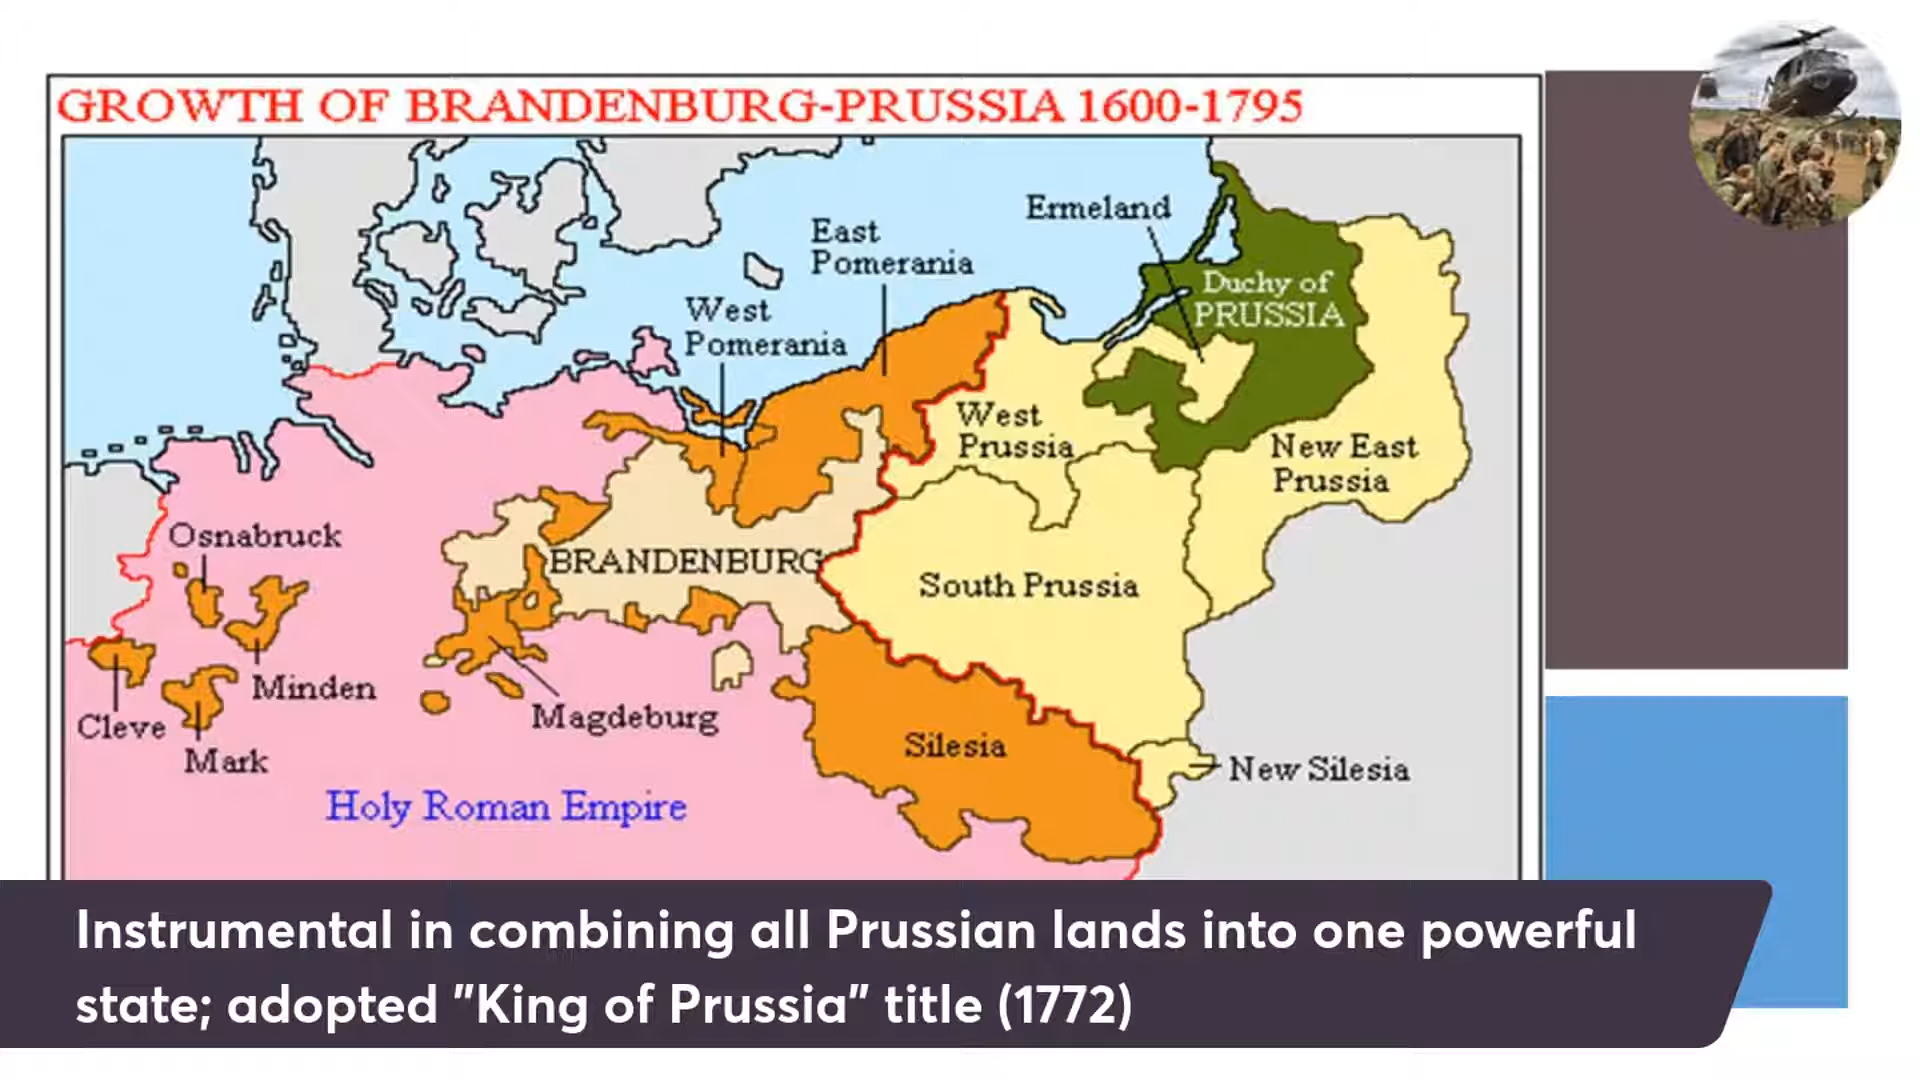 GROWTH OF BRANDENBURG-PRUSSIA 1600-1795
Ermeland
East
Pomerania
Duchy of
PRUSSIA
West
Pomerania
West
Prussia
New East
Prussia
Osnabruck
BRANDENBURG
South Prussia
Minden
Cleve
Magdeburg
Mark
Silesia
New Silesia
Holy Roman Empire
Instrumental in combining all Prussian lands into one powerful
state; adopted "King of Prussia" title (1772)